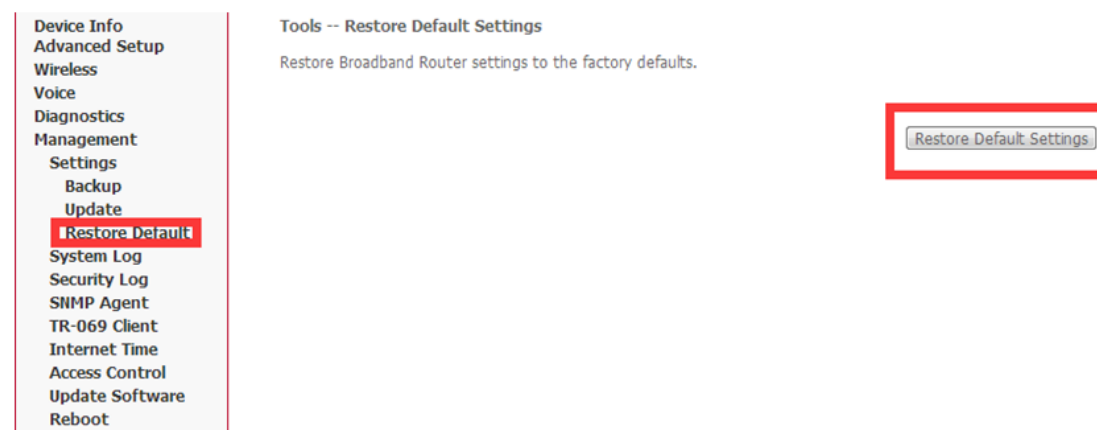 Device Info
Advanced Setup
Wireless
Voice
Diagnostics
Management
Settings
Backup
Update
Restore Default
System Log
Security Log
SNMP Agent
TR-069 Client
Internet Time
Access Control
Update Software
Reboot
Tools -- Restore Default Settings
Restore Broadband Router settings to the factory defaults.
Restore Default Settings